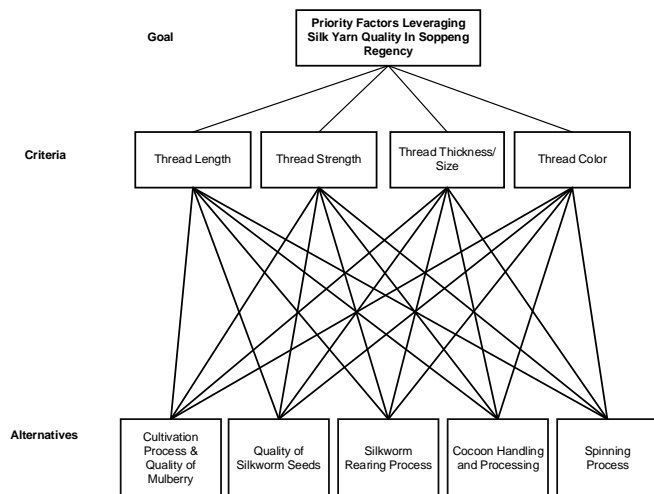 Goal
Priority Factors Leveraging
Silk Yarn Quality In Soppeng
Regency
Criteria
Thread Length
Thread Strength
Thread Thickness/
Size
Thread Color
Alternatives
Cultivation
Process &
Quality of
Mulberry
Quality of
Silkworm Seeds
Silkworm
Rearing Process
Cocoon Handling
and Processing
Spinning
Process